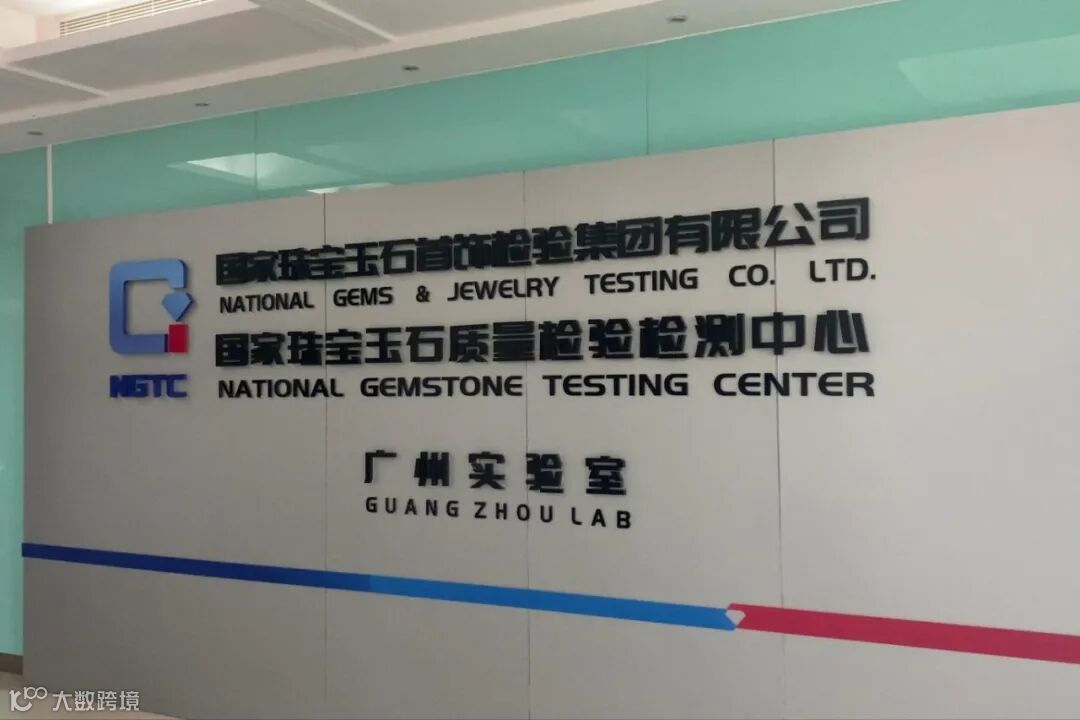 国家珠宝玉石首饰检验集团有限公司
NATIONAL GEMS & JEWELRY TESTING CO. LTD.
国家珠宝玉石质量检验检测中心
NATIONAL GEMSTONE TESTING CENTER
NGTC
广州实验室
GUANG ZHOU LAB
大数跨境